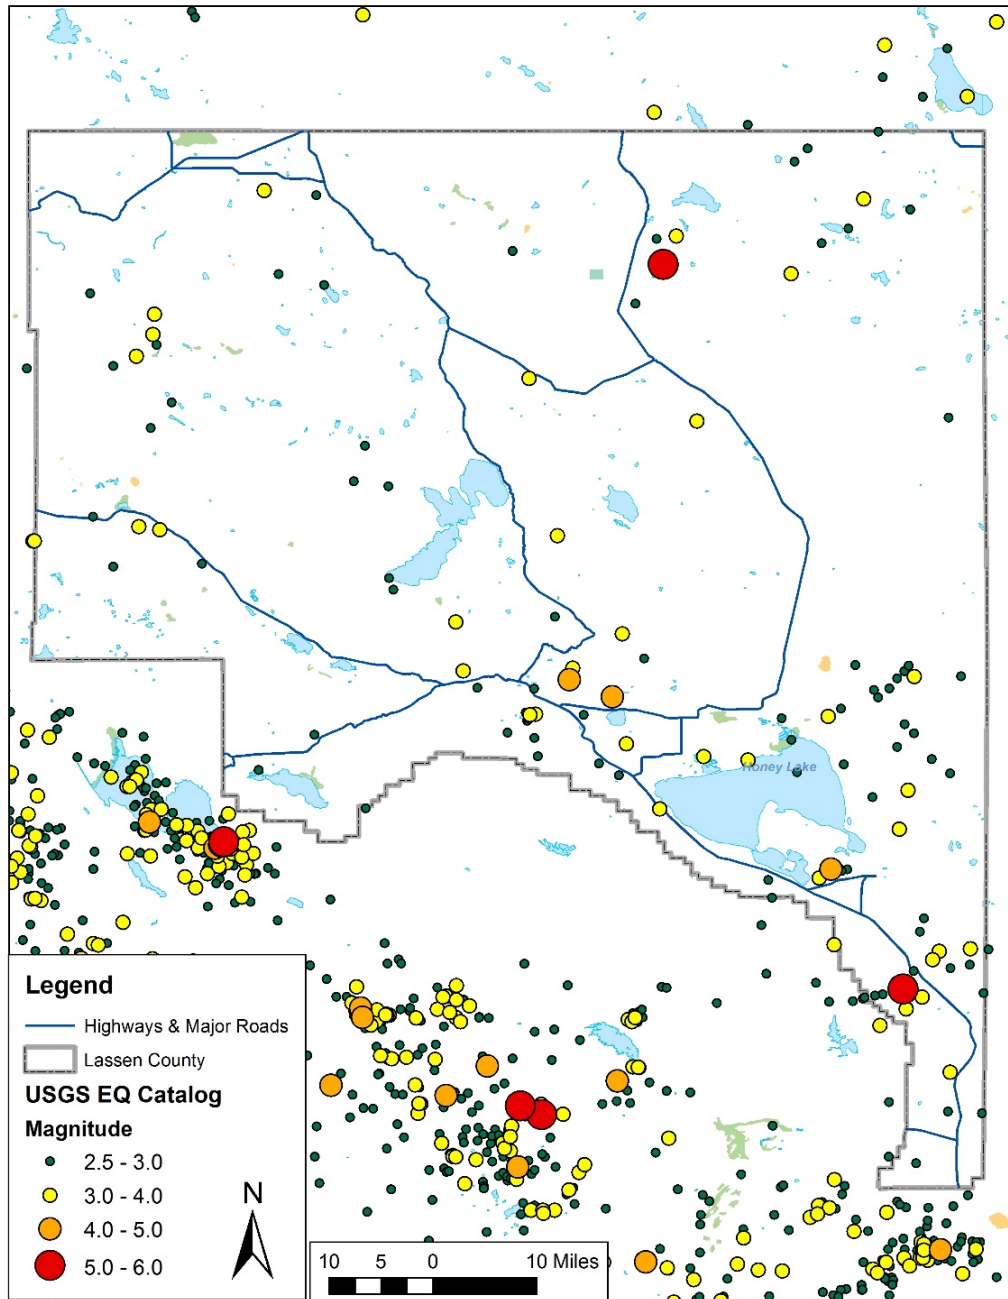 Honey Lake
Legend
Highways & Major Roads
Lassen County
USGS EQ Catalog
Magnitude
2.5 - 3.0
3.0 - 4.0
4.0 - 5.0
5.0 - 6.0
N
10 5 0 10 Miles